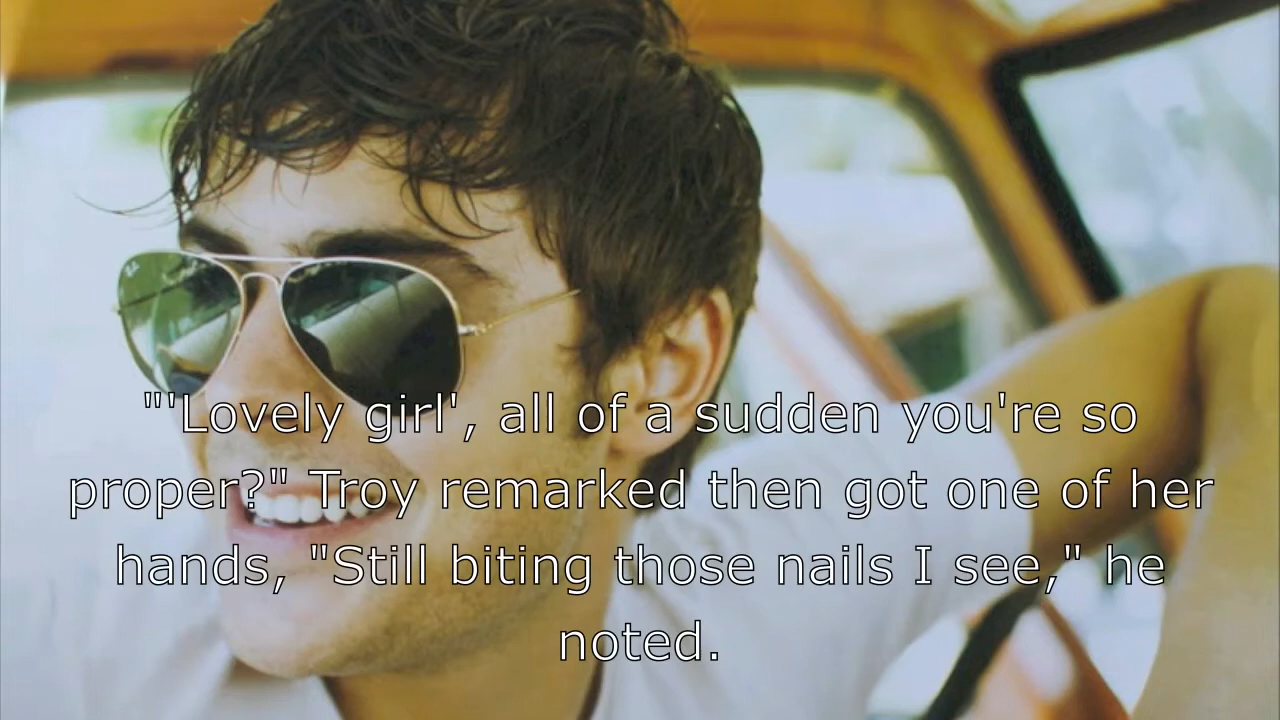 "'Lovely girl', all of a sudden you're so
proper?" Troy remarked then got one of her
hands, "Still biting those nails I see," he
noted.